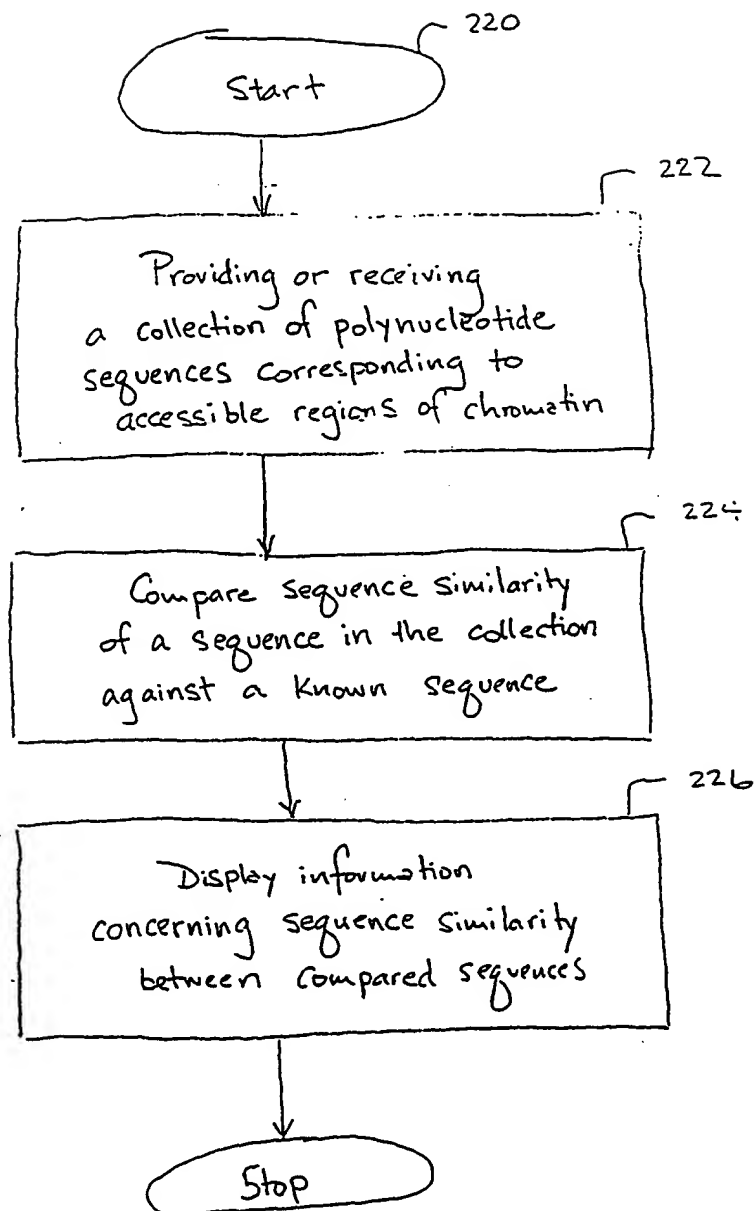 220
Start
222
Providing or receiving
a collection of polynucleotide
sequences corresponding to
accessible regions of chromatin
224
Compare sequence similarity
of a sequence in the collection
against a known sequence
226
Display information
concerning sequence similarity
between compared sequences
Stop